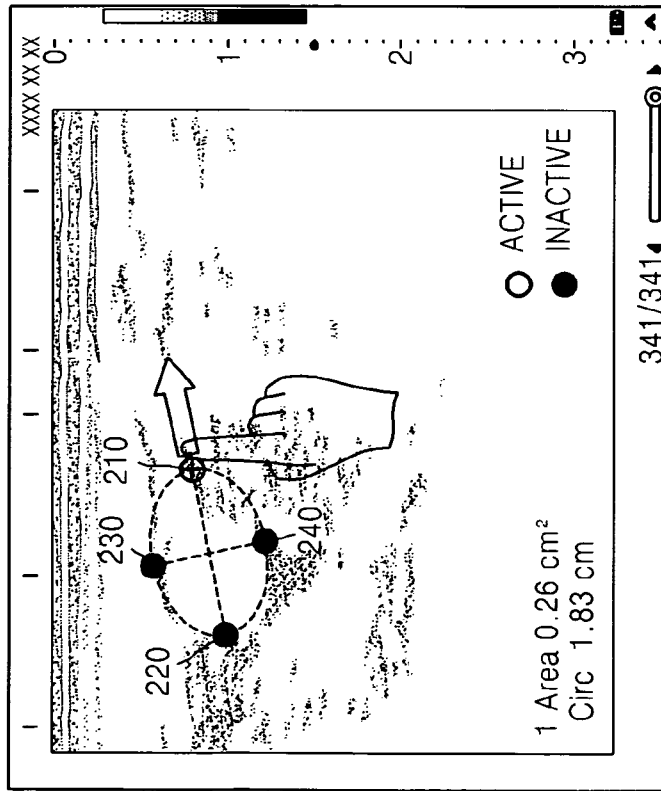 XXXX XX XX
0
1
2
3
210
230
220
240
ACTIVE
INACTIVE
1 Area 0.26 cm²
Circ 1.83 cm
341/341